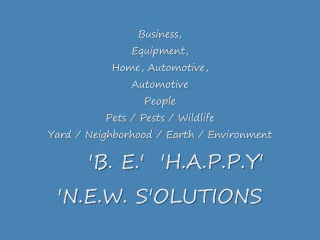 Business,
Equipment,
Home, Automotive,
Automotive
People
Pets / Pests / Wildlife
Yard / Neighborhood / Earth / Environment
'B. E.' 'H.A.P.P.Y'
'N.E.W. S'OLUTIONS